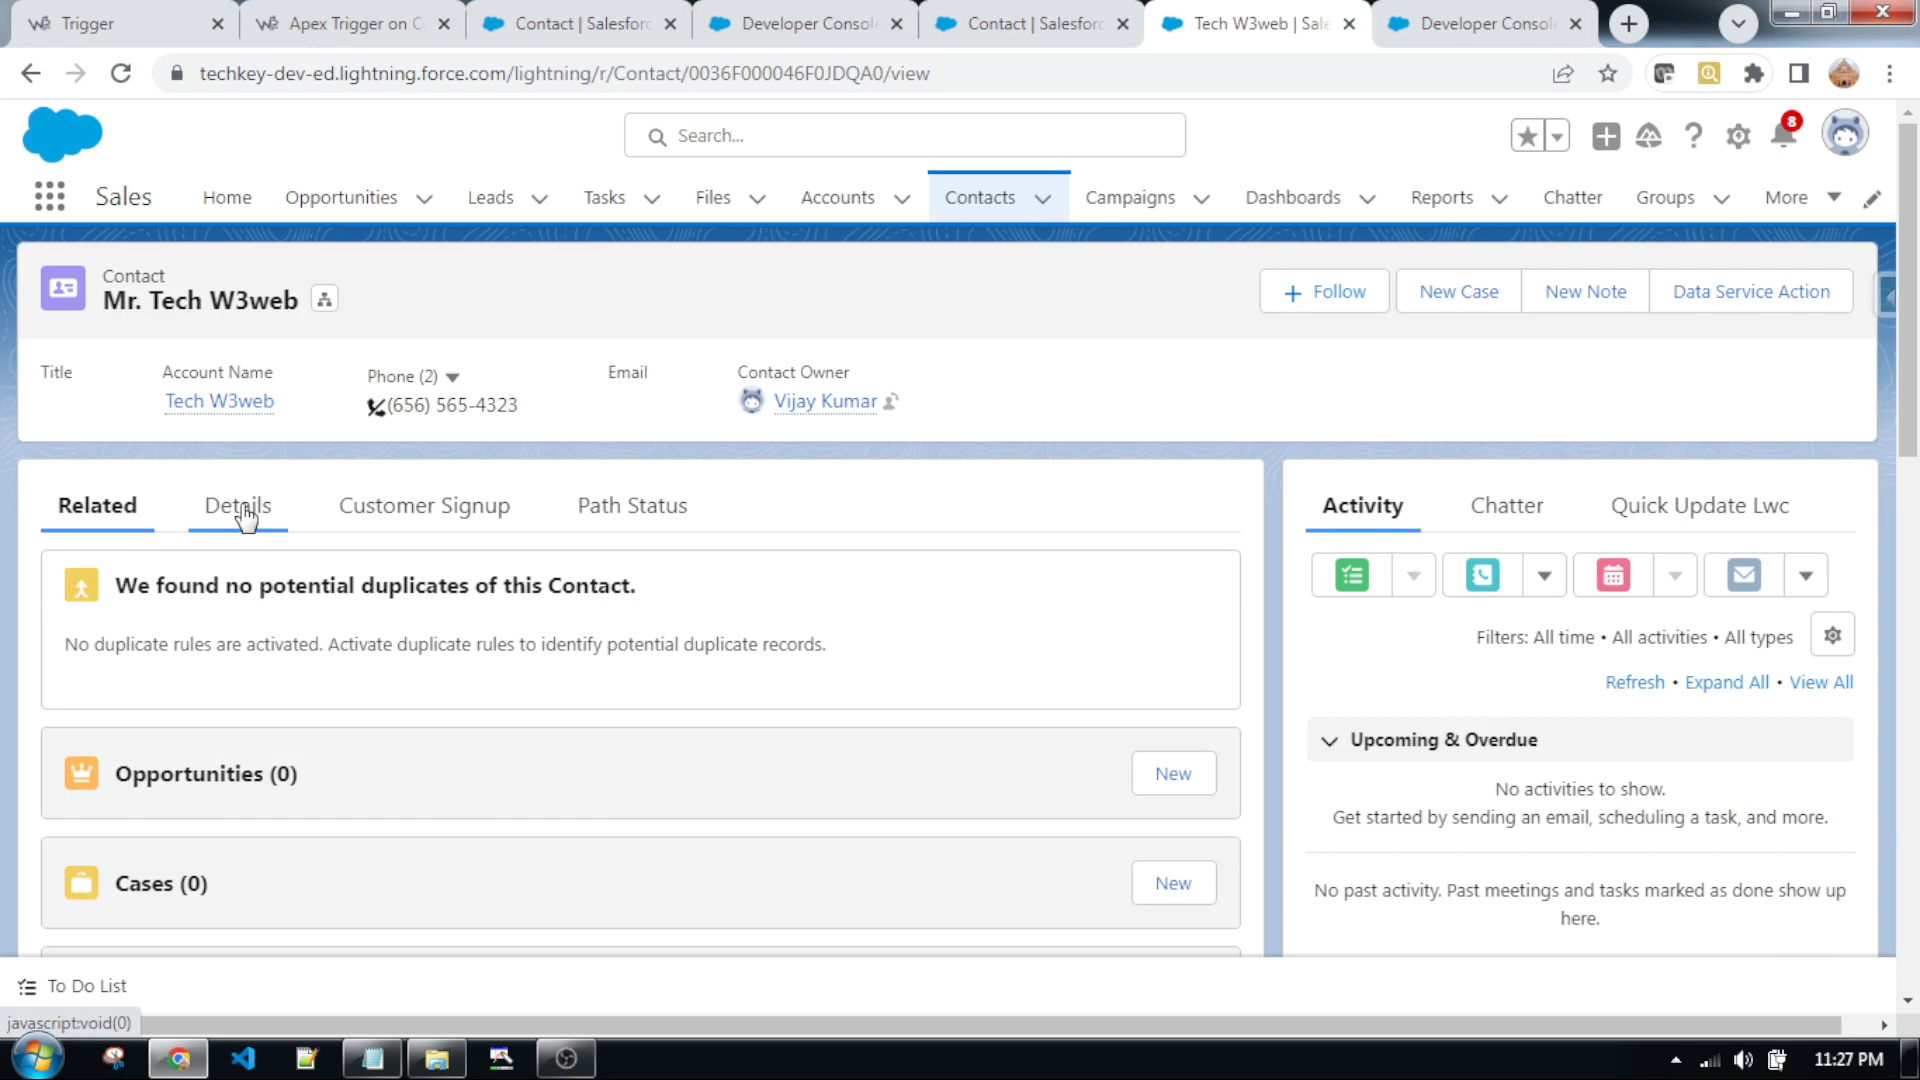 Trigger
Apex Trigger on C
Contact | Salesforc
Developer Consol
Contact | Salesforc
Tech W3web | Sale
Developer Consol
techkey-dev-ed.lightning.force.com/lightning/r/Contact/0036F000046F0JDQA0/view
Search...
8
Sales
Home
Opportunities
Leads
Tasks
Files
Accounts
Contacts
Campaigns
Dashboards
Reports
Chatter
Groups
More
Contact
Mr. Tech W3web
Follow
New Case
New Note
Data Service Action
Title
Account Name
Phone (2)
Email
Contact Owner
Tech W3web
(656) 565-4323
Vijay Kumar
Related
Details
Customer Signup
Path Status
We found no potential duplicates of this Contact.
No duplicate rules are activated. Activate duplicate rules to identify potential duplicate records.
Opportunities (0)
New
Cases (0)
New
Activity
Chatter
Quick Update Lwc
Filters: All time • All activities • All types
Refresh • Expand All • View All
Upcoming & Overdue
No activities to show.
Get started by sending an email, scheduling a task, and more.
No past activity. Past meetings and tasks marked as done show up
here.
To Do List
javascript:void(0)
11:27 PM